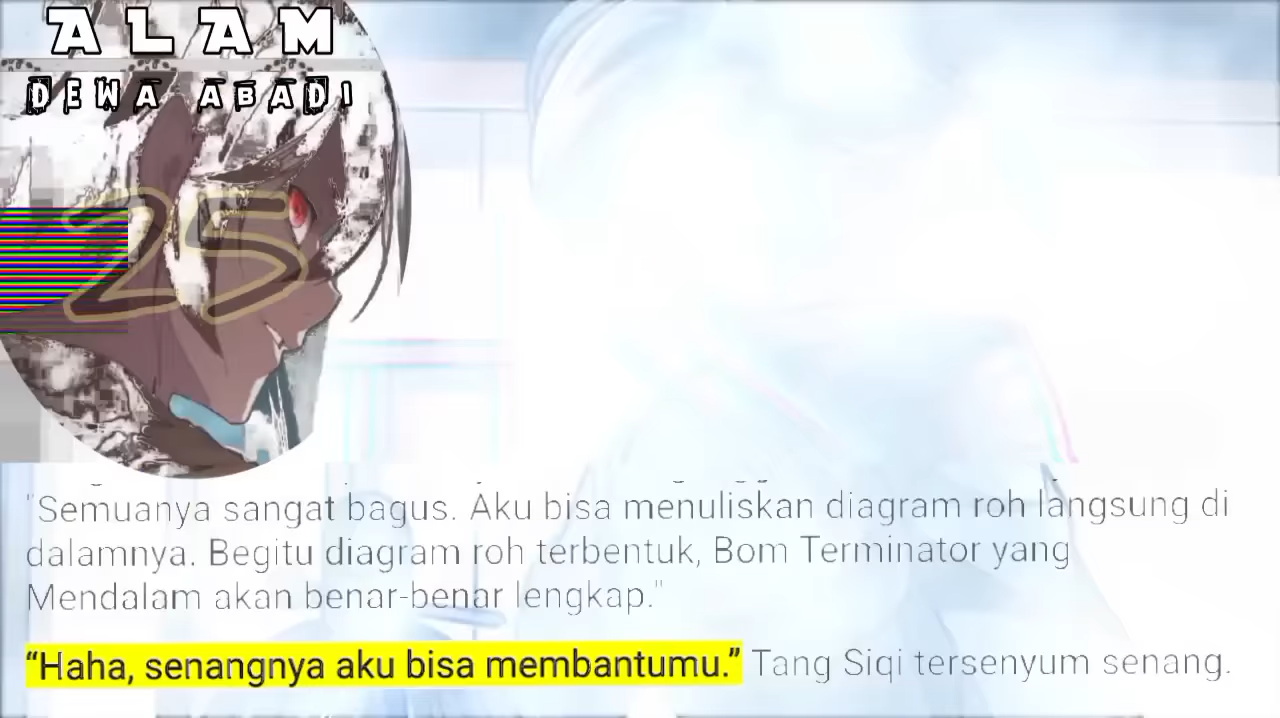 ALAM
DEWA ABADI
25
"Semuanya sangat bagus. Aku bisa menuliskan diagram roh langsung di
dalamnya. Begitu diagram roh terbentuk, Bom Terminator yang
Mendalam akan benar-benar lengkap."
“Haha, senangnya aku bisa membantumu.” Tang Siqi tersenyum senang.